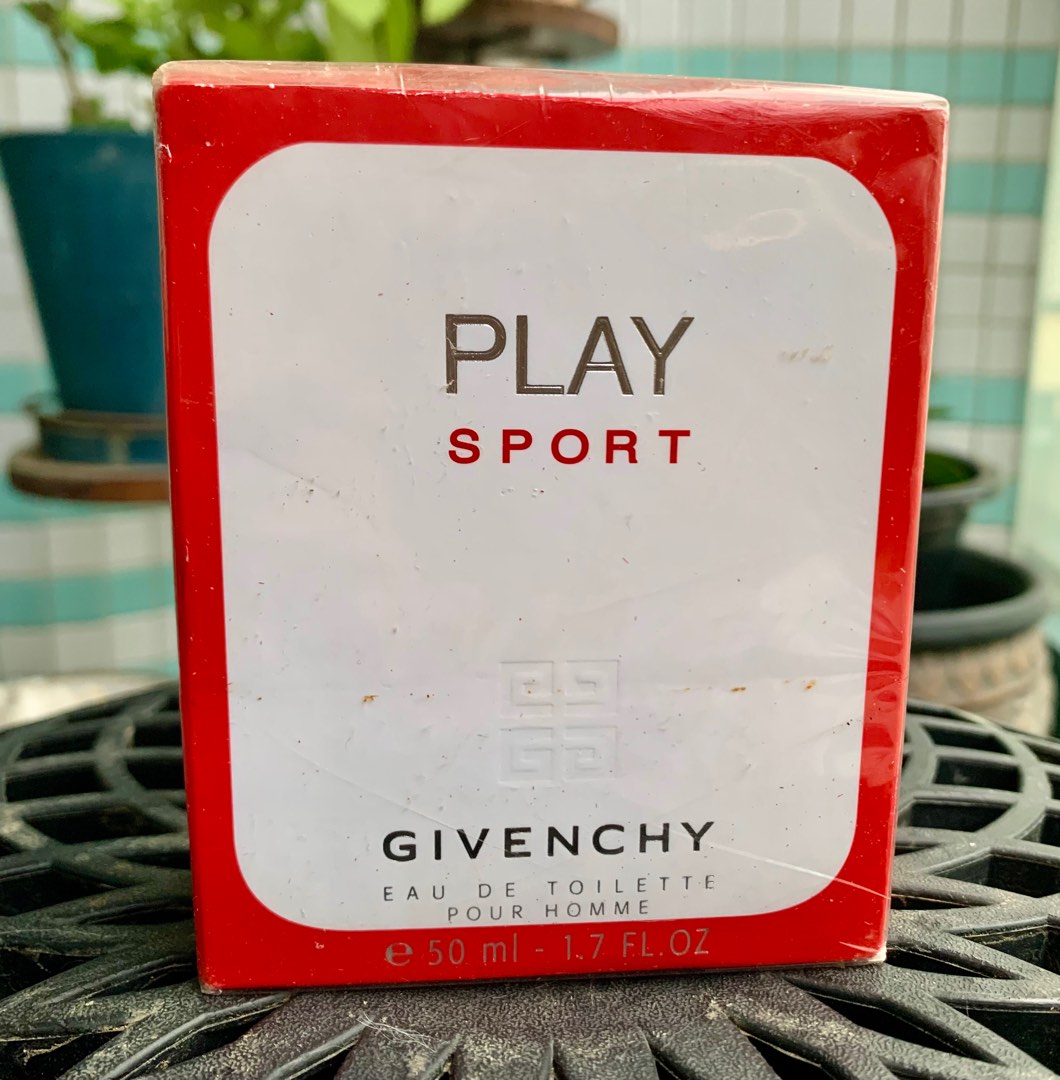 PLAY
SPORT
GIVENCHY
EAU DE TOILETTE
POUR HOMME
e 50 ml - 1.7 FL.OZ